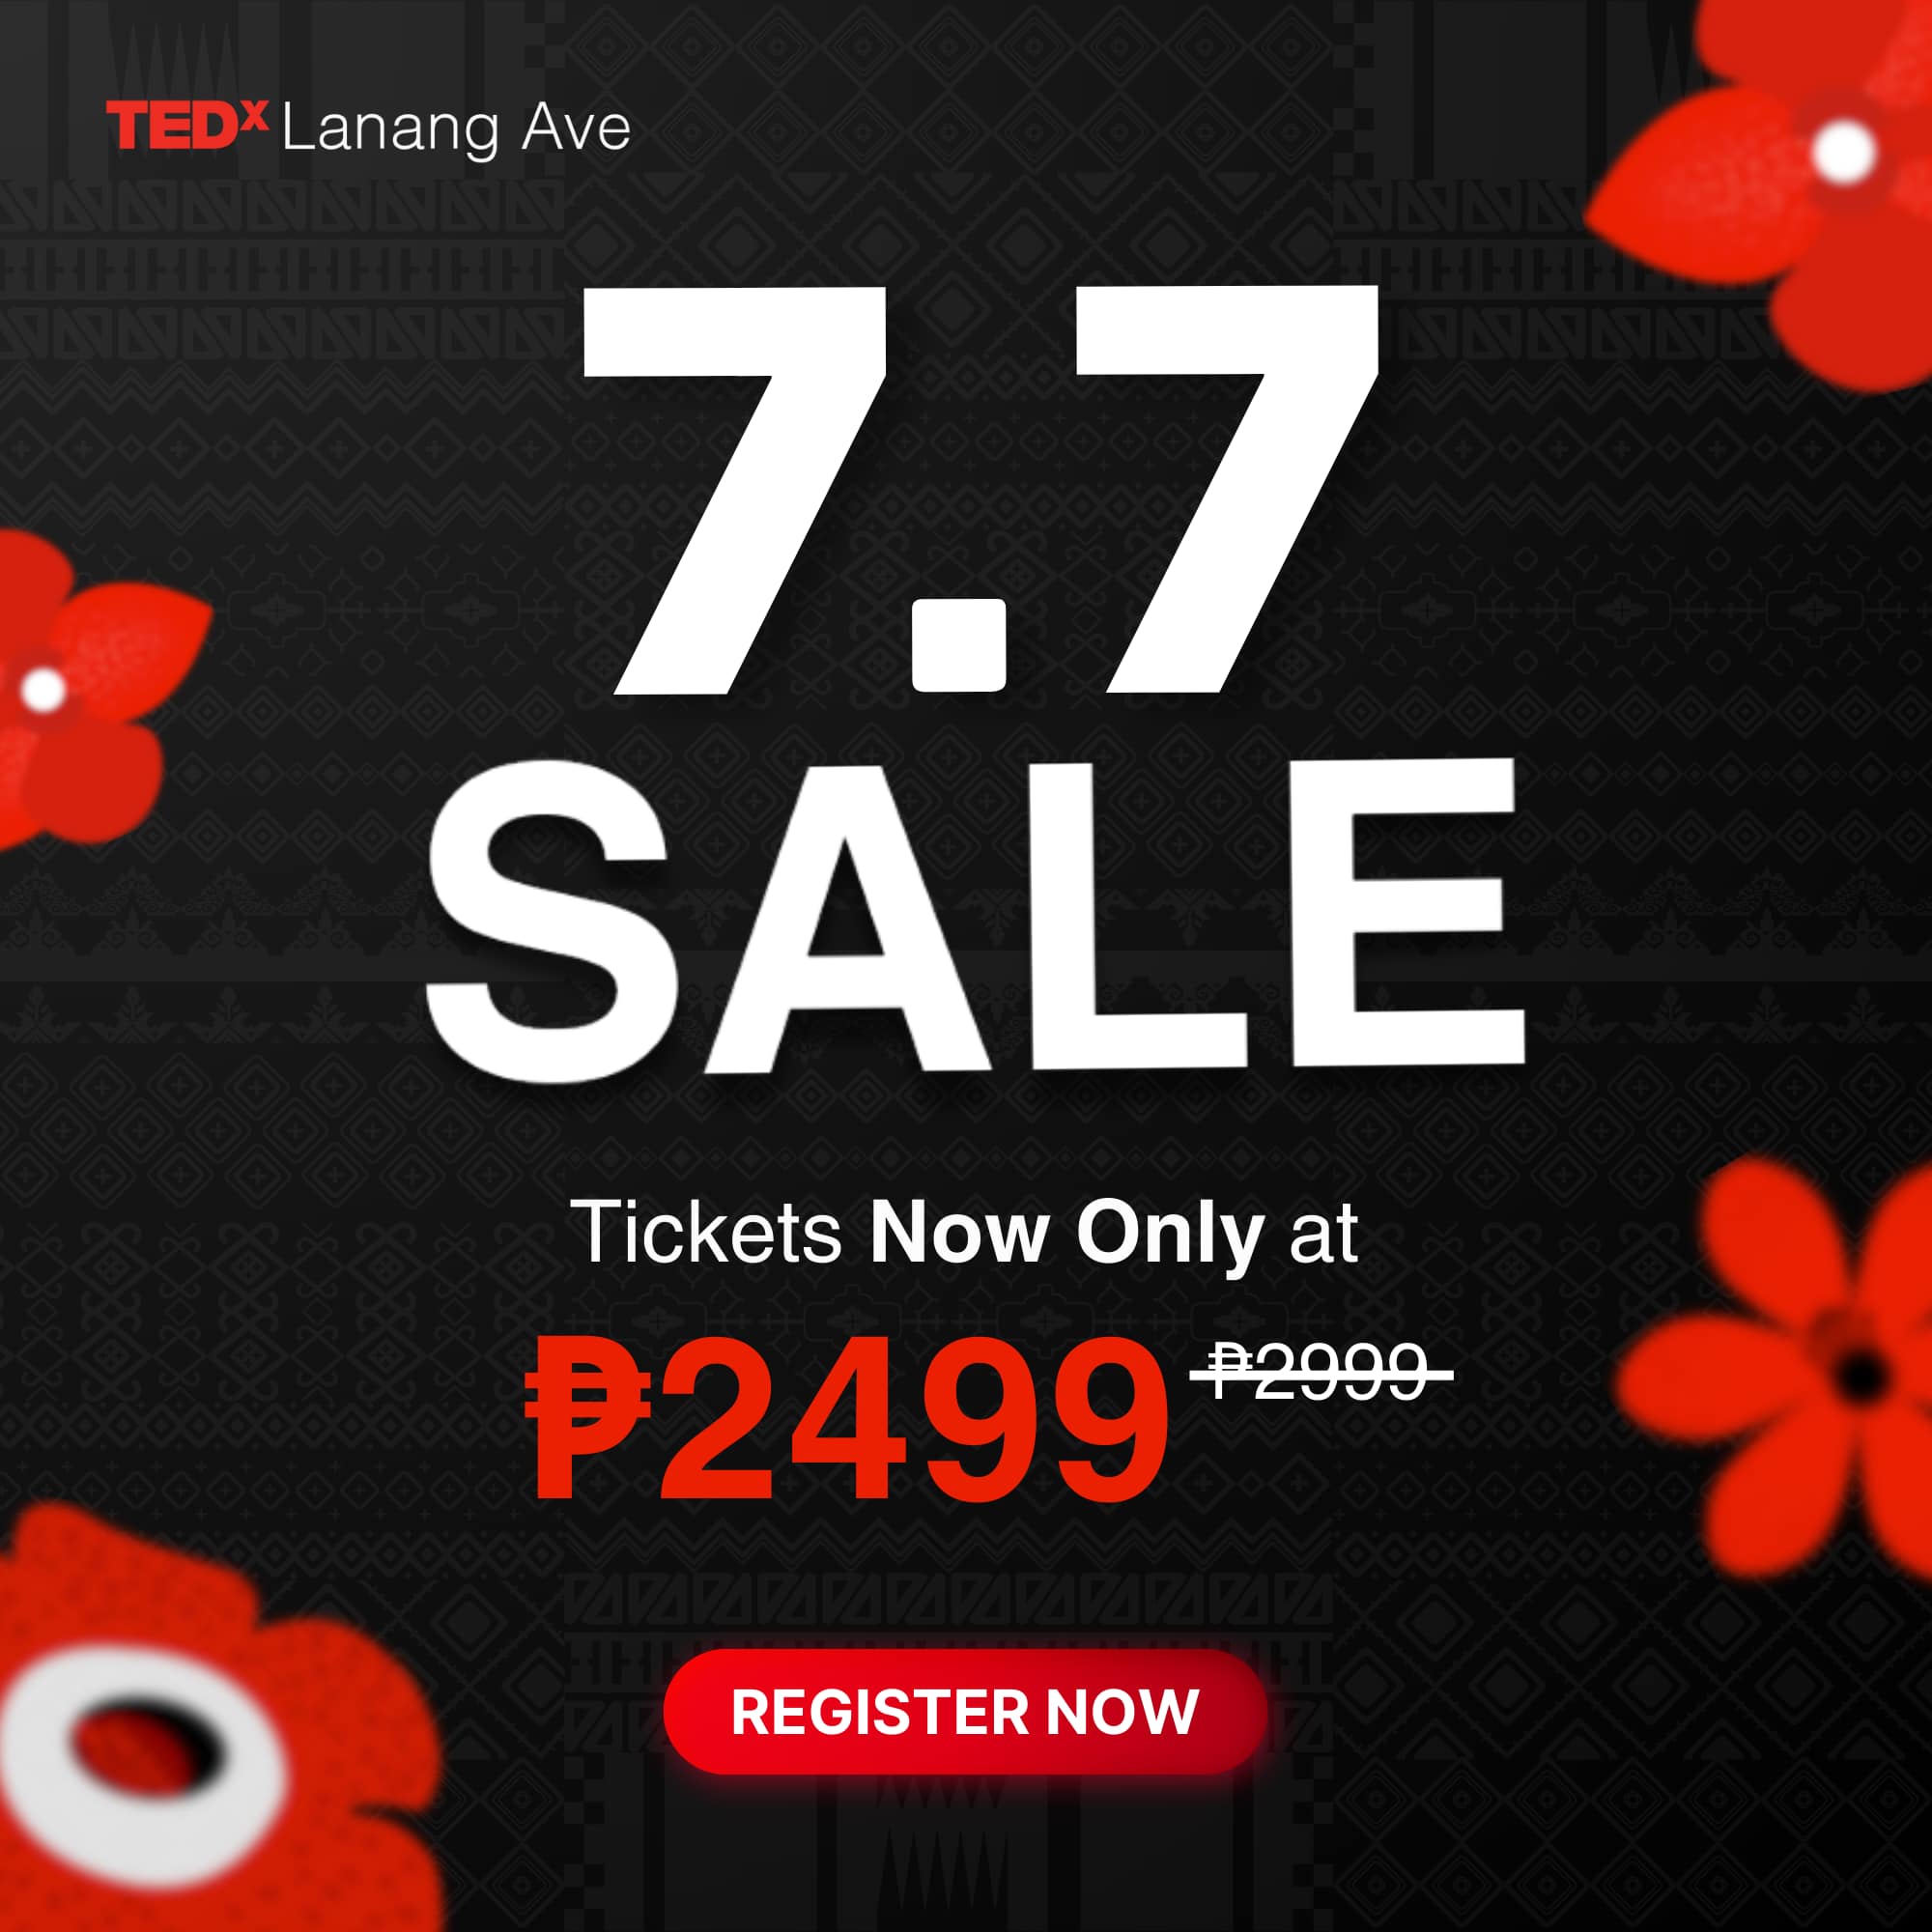 TEDx Lanang Ave
7.7
SALE
Tickets Now Only at
₱2499 ₱2999
REGISTER NOW